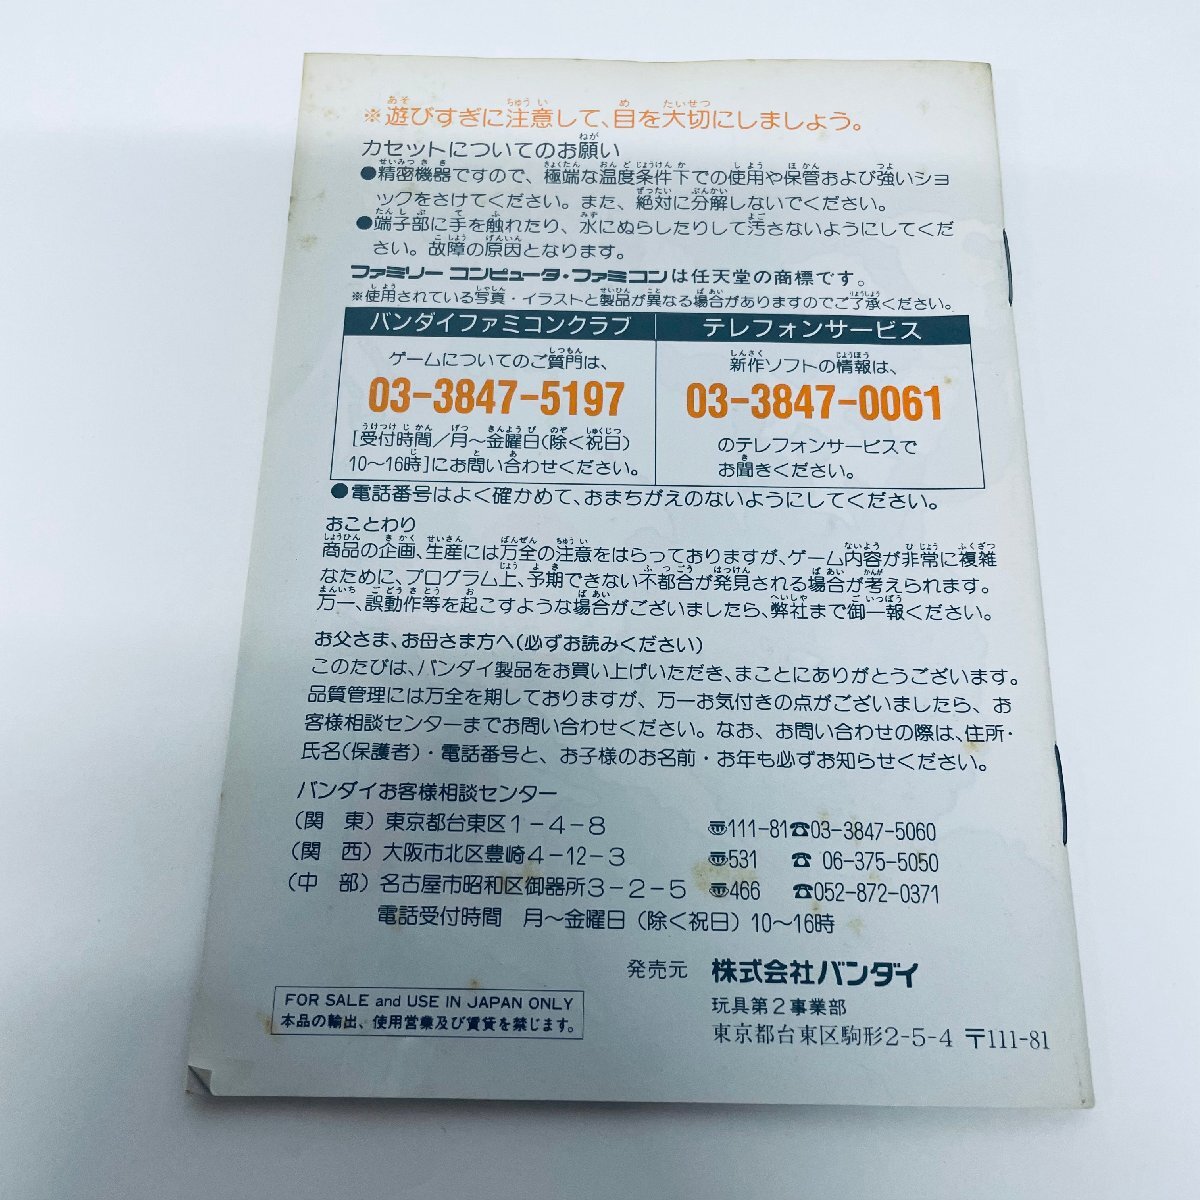 ※遊びすぎに注意して、目を大切にしましょう。
カセットについてのお願い
●精密機器ですので、極端な温度条件下での使用や保管および強いショ
ックをさけてください。また、絶対に分解しないでください。
●端子部に手を触れたり、水にぬらしたりして汚さないようにしてくだ
さい。故障の原因となります。
ファミリー コンピュータ・ファミコンは任天堂の商標です。
※使用されている写真・イラストと製品が異なる場合がありますのでご了承ください。
バンダイファミコンクラブ
ゲームについてのご質問は、
03-3847-5197
[受付時間/月〜金曜日(除く祝日)
10〜16時]にお問い合わせください。
テレフォンサービス
新作ソフトの情報は、
03-3847-0061
のテレフォンサービスで
お聞きください。
●電話番号はよく確かめて、おまちがえのないようにしてください。
おことわり
商品の企画、生産には万全の注意をはらっておりますが、ゲーム内容が非常に複雑
なために、プログラム上、予期できない不都合が発見される場合が考えられます。
万一、誤動作等を起こすような場合がございましたら、弊社まで御一報ください。
お父さま、お母さま方へ(必ずお読みください)
このたびは、バンダイ製品をお買い上げいただき、まことにありがとうございます。
品質管理には万全を期しておりますが、万一お気付きの点がございましたら、お
客様相談センターまでお問い合わせください。なお、お問い合わせの際は、住所・
氏名(保護者)・電話番号と、お子様のお名前・お年も必ずお知らせください。
バンダイお客様相談センター
(関 東) 東京都台東区1-4-8 〠111-81☎03-3847-5060
(関 西) 大阪市北区豊崎4-12-3 〠531 ☎ 06-375-5050
(中 部) 名古屋市昭和区御器所3-2-5 〠466 ☎052-872-0371
電話受付時間 月〜金曜日(除く祝日)10〜16時
発売元 株式会社バンダイ
玩具第2事業部
東京都台東区駒形2-5-4 〒111-81
FOR SALE and USE IN JAPAN ONLY
本品の輸出、使用営業及び賃貸を禁じます。